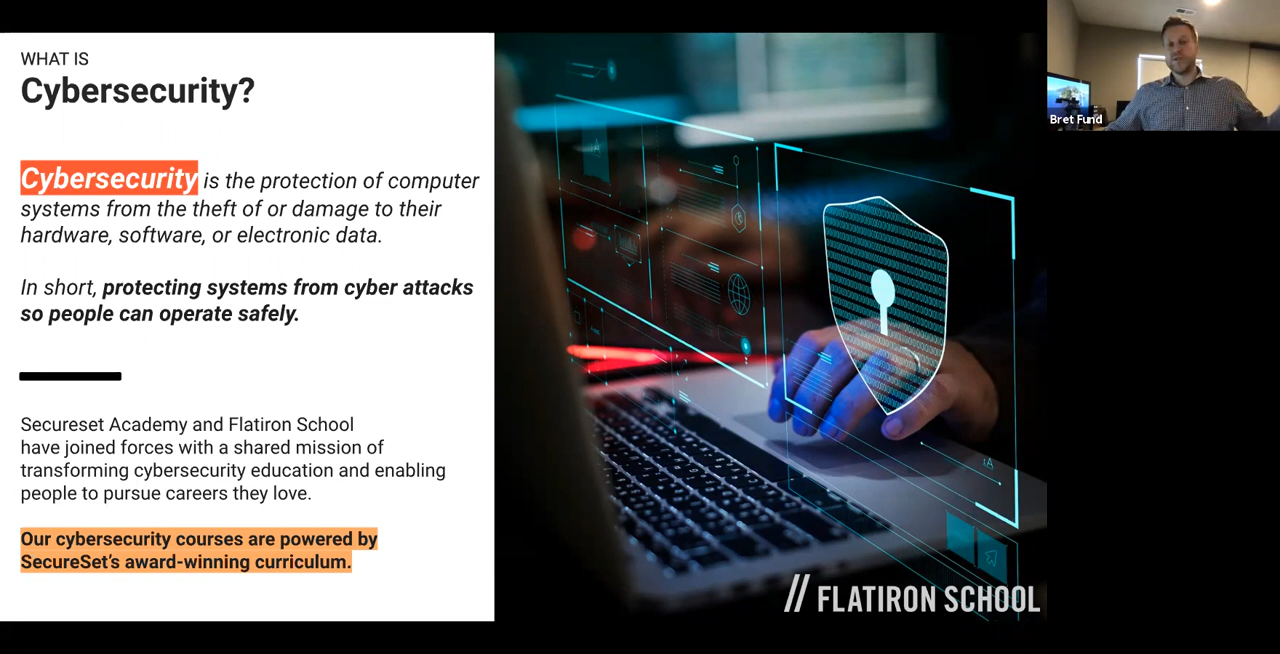 WHAT IS
Cybersecurity?
Cybersecurity is the protection of computer
systems from the theft of or damage to their
hardware, software, or electronic data.
In short, protecting systems from cyber attacks
so people can operate safely.
Secureset Academy and Flatiron School
have joined forces with a shared mission of
transforming cybersecurity education and enabling
people to pursue careers they love.
Our cybersecurity courses are powered by
SecureSet’s award-winning curriculum.
// FLATIRON SCHOOL
Bret Fund